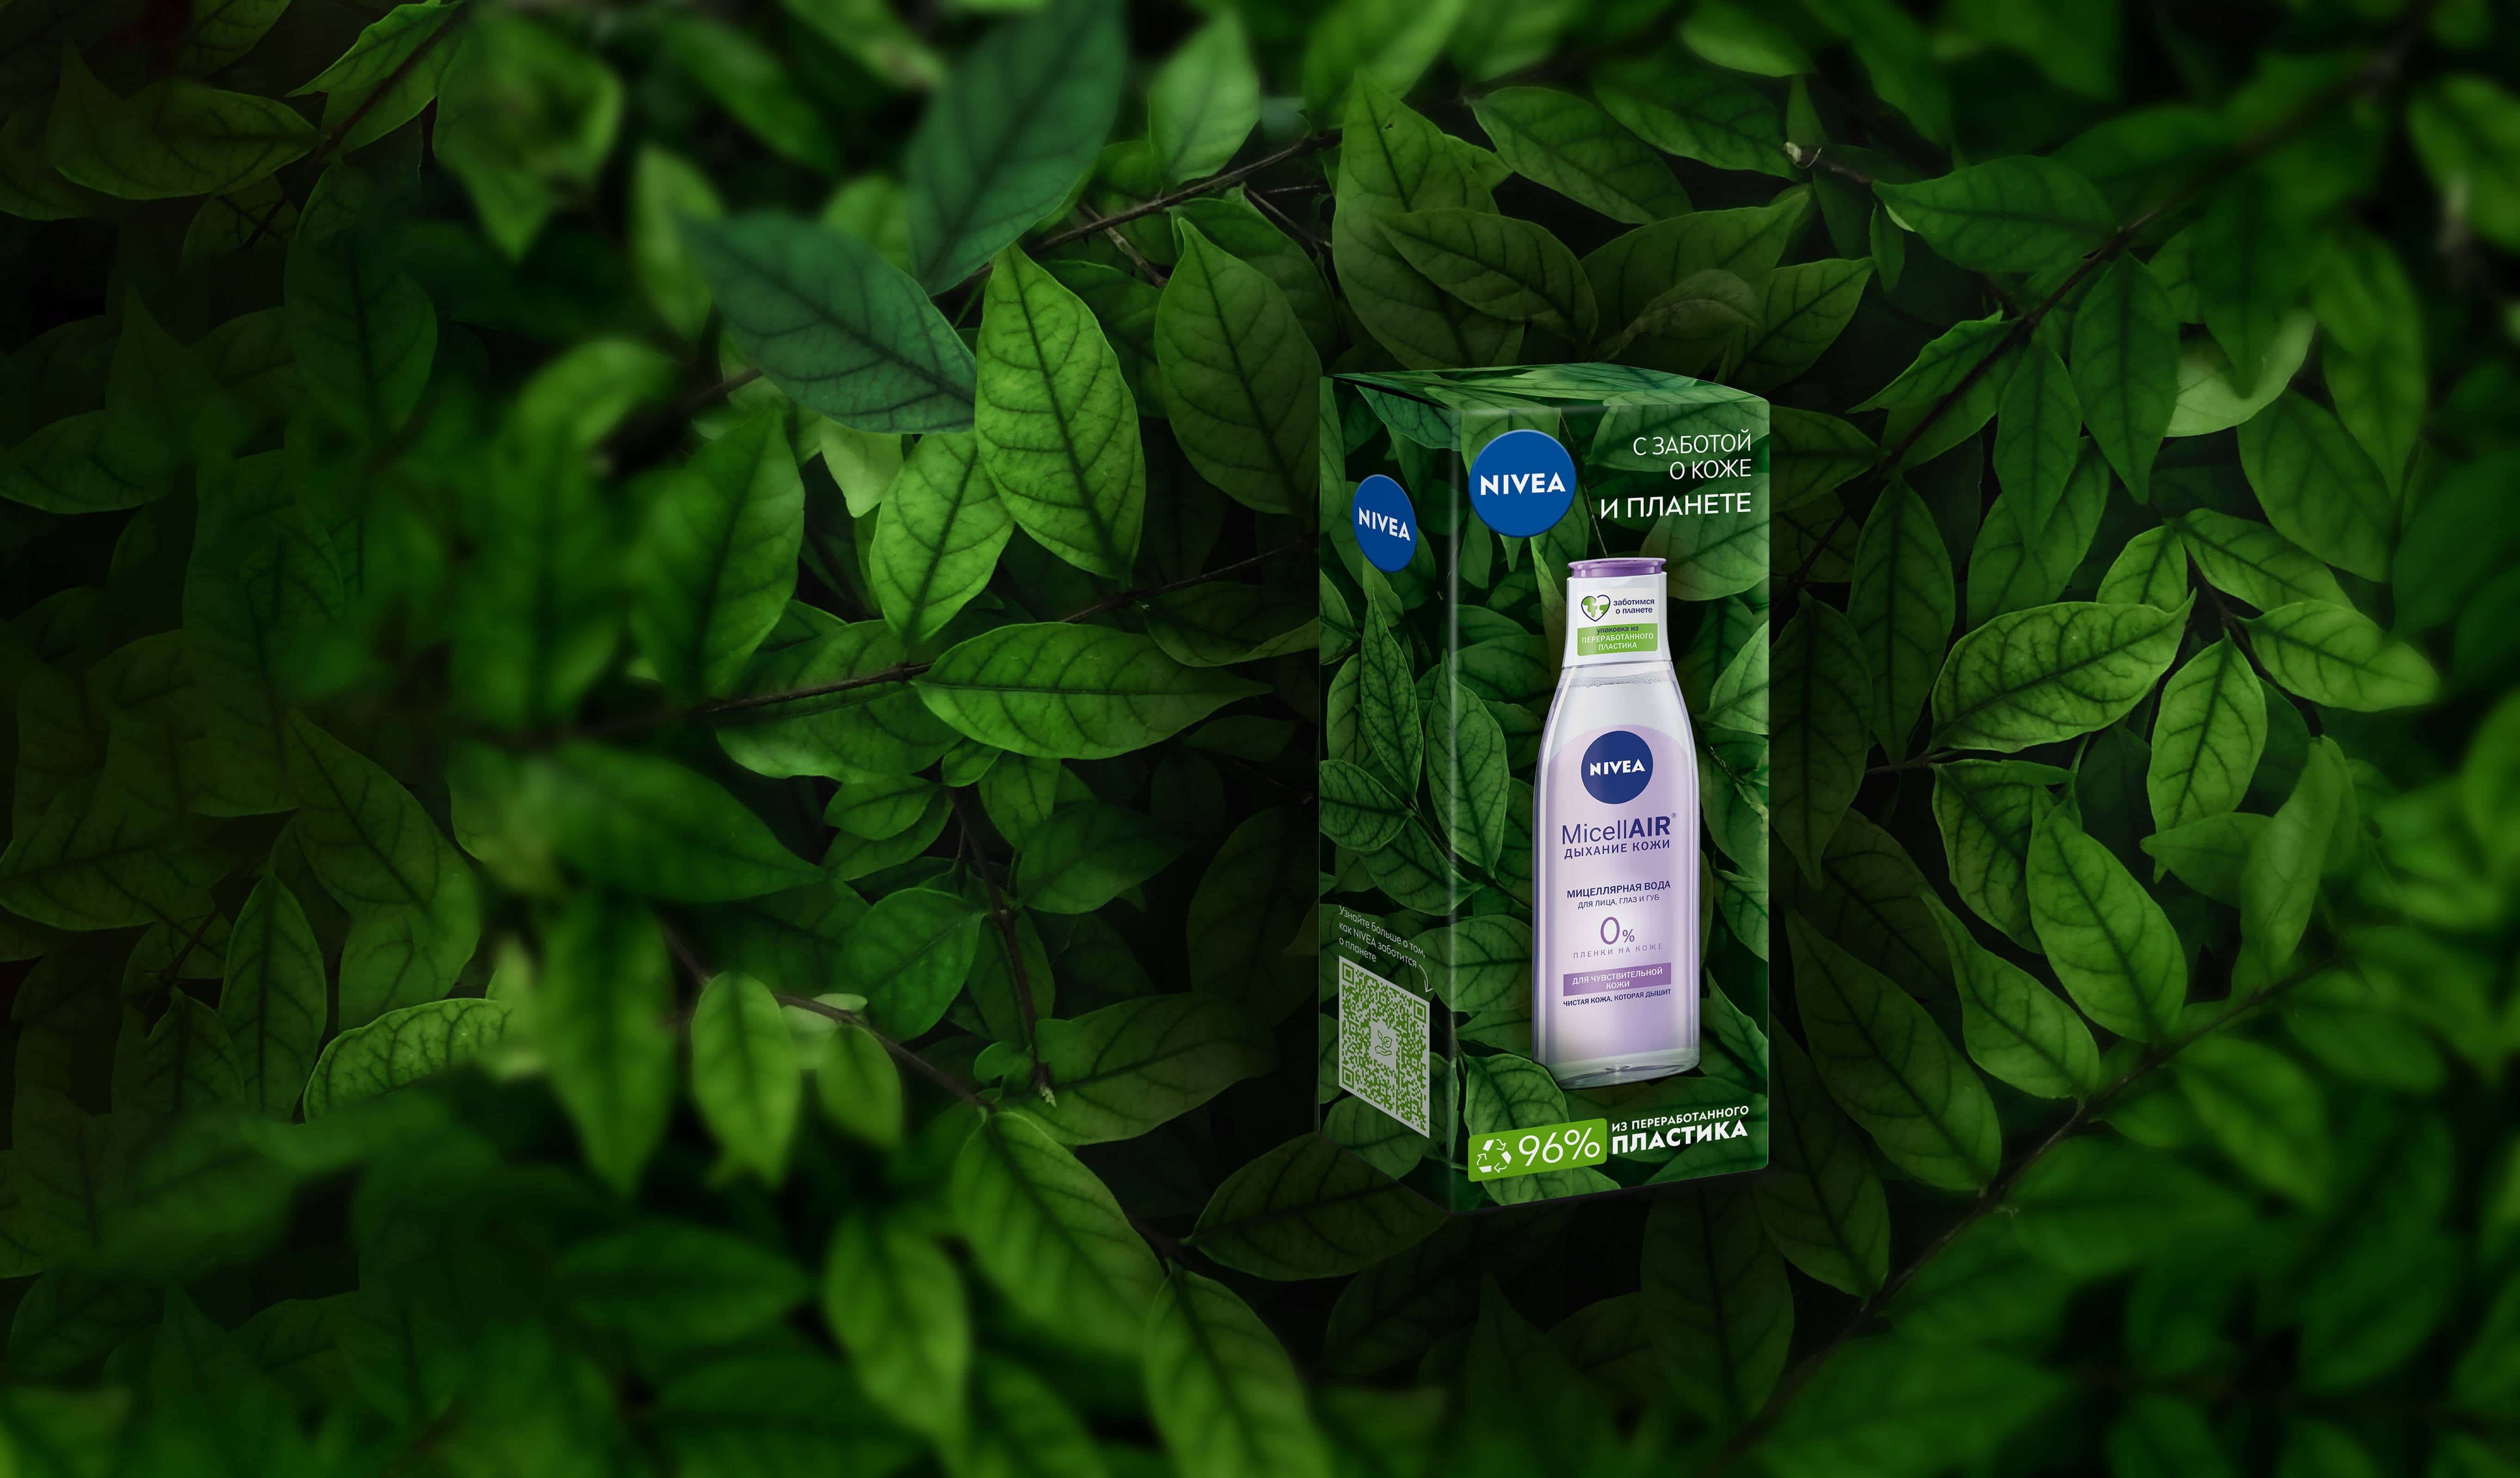 NIVEA
С ЗАБОТОЙ
О КОЖЕ
И ПЛАНЕТЕ
NIVEA
заботимся
о планете
упаковка из
ПЕРЕРАБОТАННОГО
ПЛАСТИКА
NIVEA
MicellAIR®
ДЫХАНИЕ КОЖИ
МИЦЕЛЛЯРНАЯ ВОДА
ДЛЯ ЛИЦА, ГЛАЗ И ГУБ
0%
ПЛЕНКИ НА КОЖЕ
ДЛЯ ЧУВСТВИТЕЛЬНОЙ
КОЖИ
ЧИСТАЯ КОЖА, КОТОРАЯ ДЫШИТ
Узнайте больше о том,
как NIVEA заботится
о планете
96% ИЗ ПЕРЕРАБОТАННОГО
ПЛАСТИКА